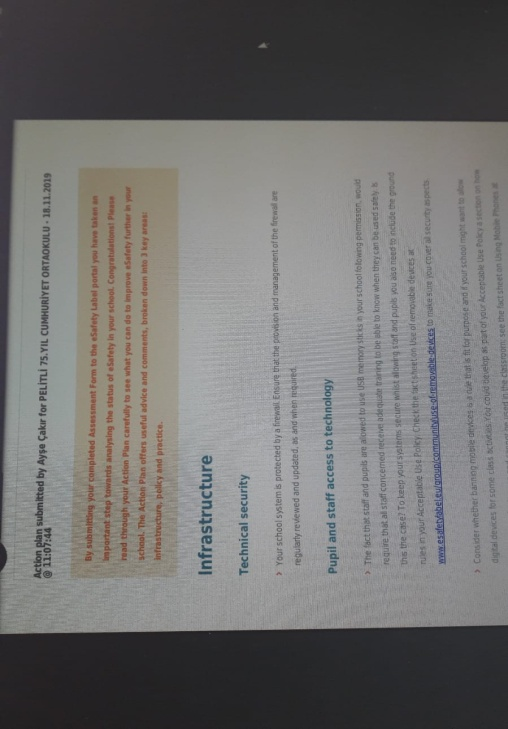 Action plan submitted by Ayşe Çakır for PELİTLİ 75.YIL CUMHURİYET ORTAOKULU - 18.11.2019
@ 11:07:44
By submitting your completed Assessment Form to the eSafety Label portal you have taken an
important step towards analysing the status of eSafety in your school. Congratulations! Please
read through your Action Plan carefully to see what you can do to improve eSafety further in your
school. The Action Plan offers useful advice and comments, broken down into 3 key areas:
infrastructure, policy and practice.
Infrastructure
Technical security
› Your school system is protected by a firewall. Ensure that the provision and management of the firewall are
regularly reviewed and updated, as and when required.
Pupil and staff access to technology
› The fact that staff and pupils are allowed to use USB memory sticks in your school following permission, would
require that all staff concerned receive adequate training to be able to know when they can be used safely. Is
this the case? To keep your systems secure whilst allowing staff and pupils you also need to include the ground
rules in your Acceptable Use Policy. Check the fact sheet on Use of removable devices at
www.esafetylabel.eu/group/community/use-of-removable-devices to make sure you cover all security aspects.
› Consider whether banning mobile devices is a rule that is fit for purpose and if your school might want to allow
digital devices for some class activities. You could develop as part of your Acceptable Use Policy a section on how
used in the classroom: see the fact sheet on Using Mobile Phones at